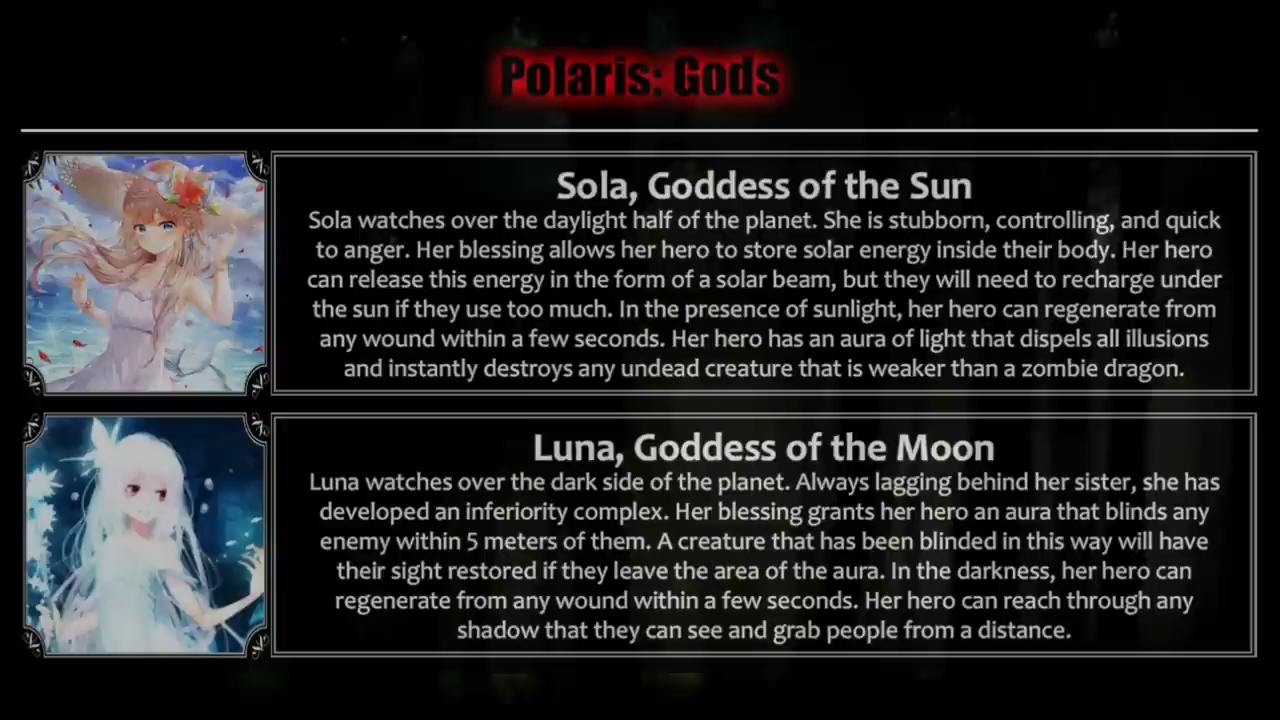 Polaris: Gods
Sola, Goddess of the Sun
Sola watches over the daylight half of the planet. She is stubborn, controlling, and quick
to anger. Her blessing allows her hero to store solar energy inside their body. Her hero
can release this energy in the form of a solar beam, but they will need to recharge under
the sun if they use too much. In the presence of sunlight, her hero can regenerate from
any wound within a few seconds. Her hero has an aura of light that dispels all illusions
and instantly destroys any undead creature that is weaker than a zombie dragon.
Luna, Goddess of the Moon
Luna watches over the dark side of the planet. Always lagging behind her sister, she has
developed an inferiority complex. Her blessing grants her hero an aura that blinds any
enemy within 5 meters of them. A creature that has been blinded in this way will have
their sight restored if they leave the area of the aura. In the darkness, her hero can
regenerate from any wound within a few seconds. Her hero can reach through any
shadow that they can see and grab people from a distance.